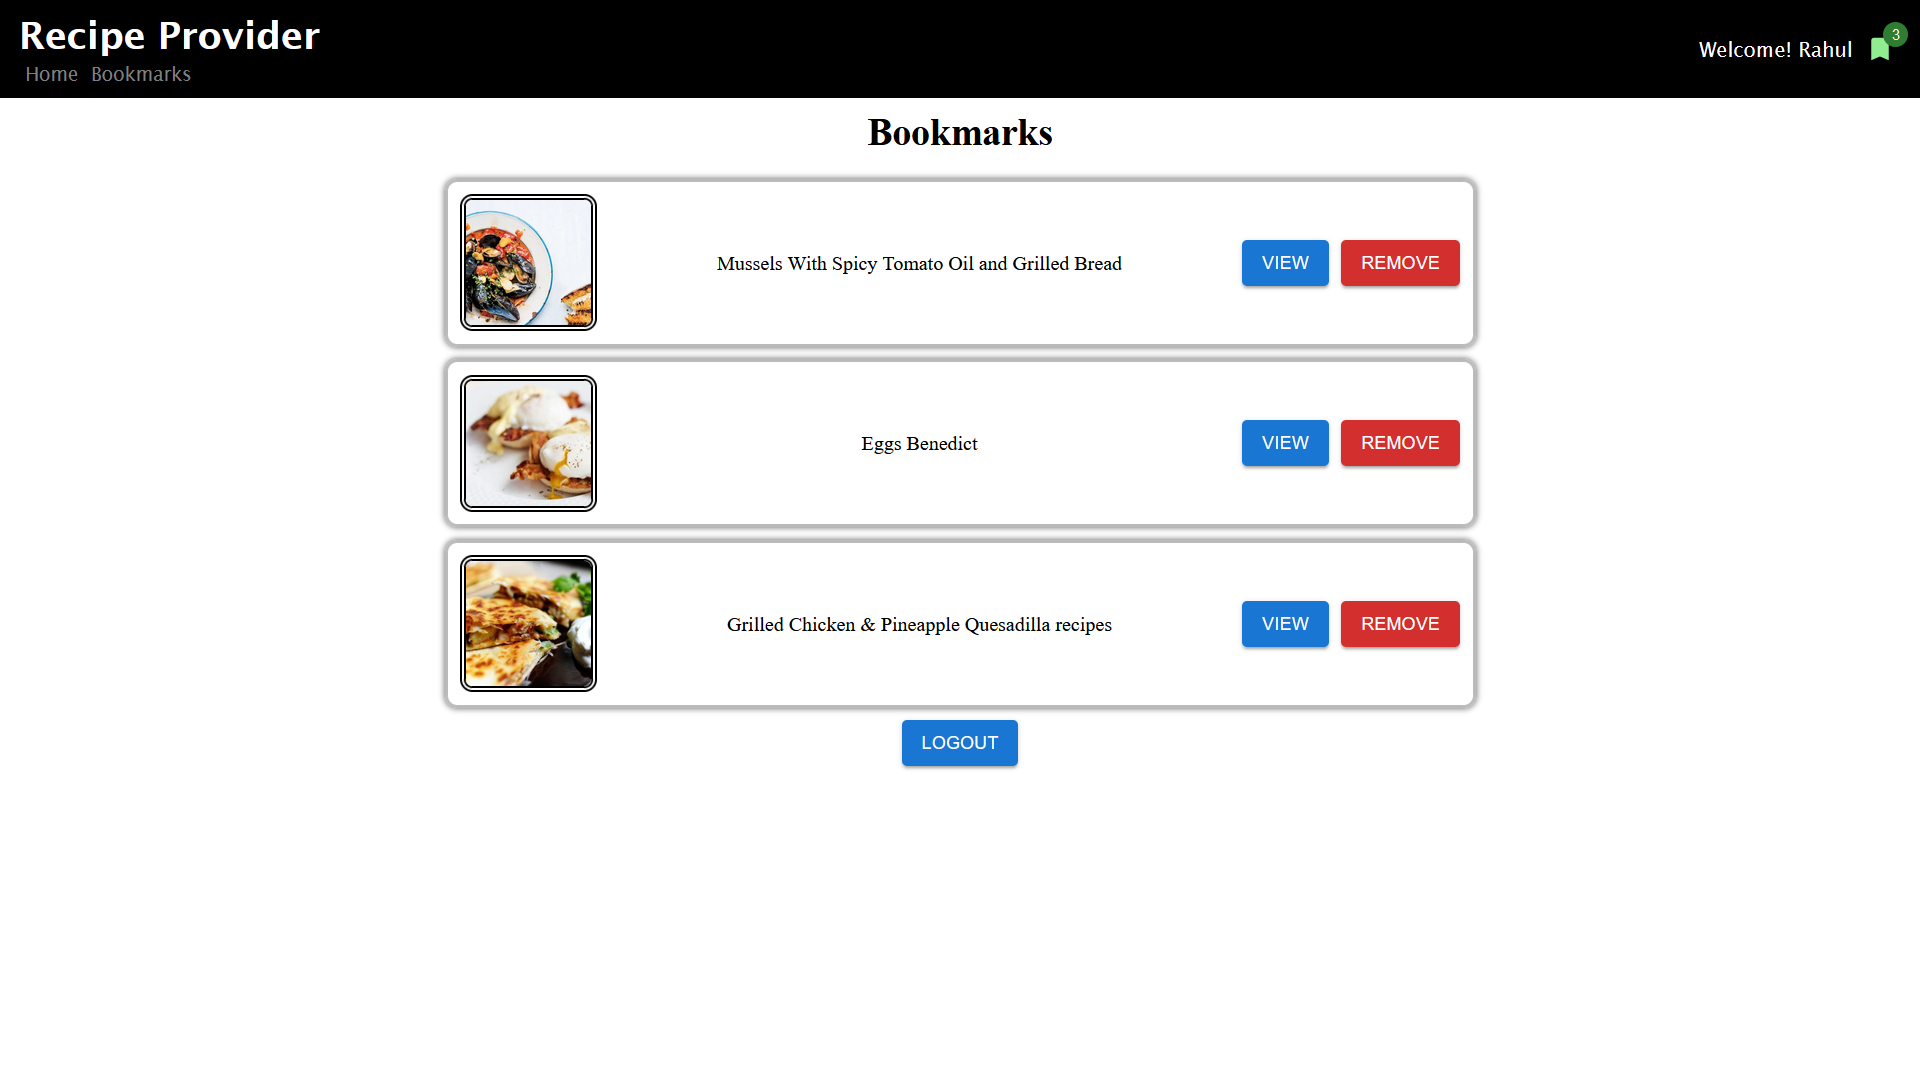 Recipe Provider
Home Bookmarks
Welcome! Rahul 3
Bookmarks
Mussels With Spicy Tomato Oil and Grilled Bread VIEW REMOVE
Eggs Benedict VIEW REMOVE
Grilled Chicken & Pineapple Quesadilla recipes VIEW REMOVE
LOGOUT